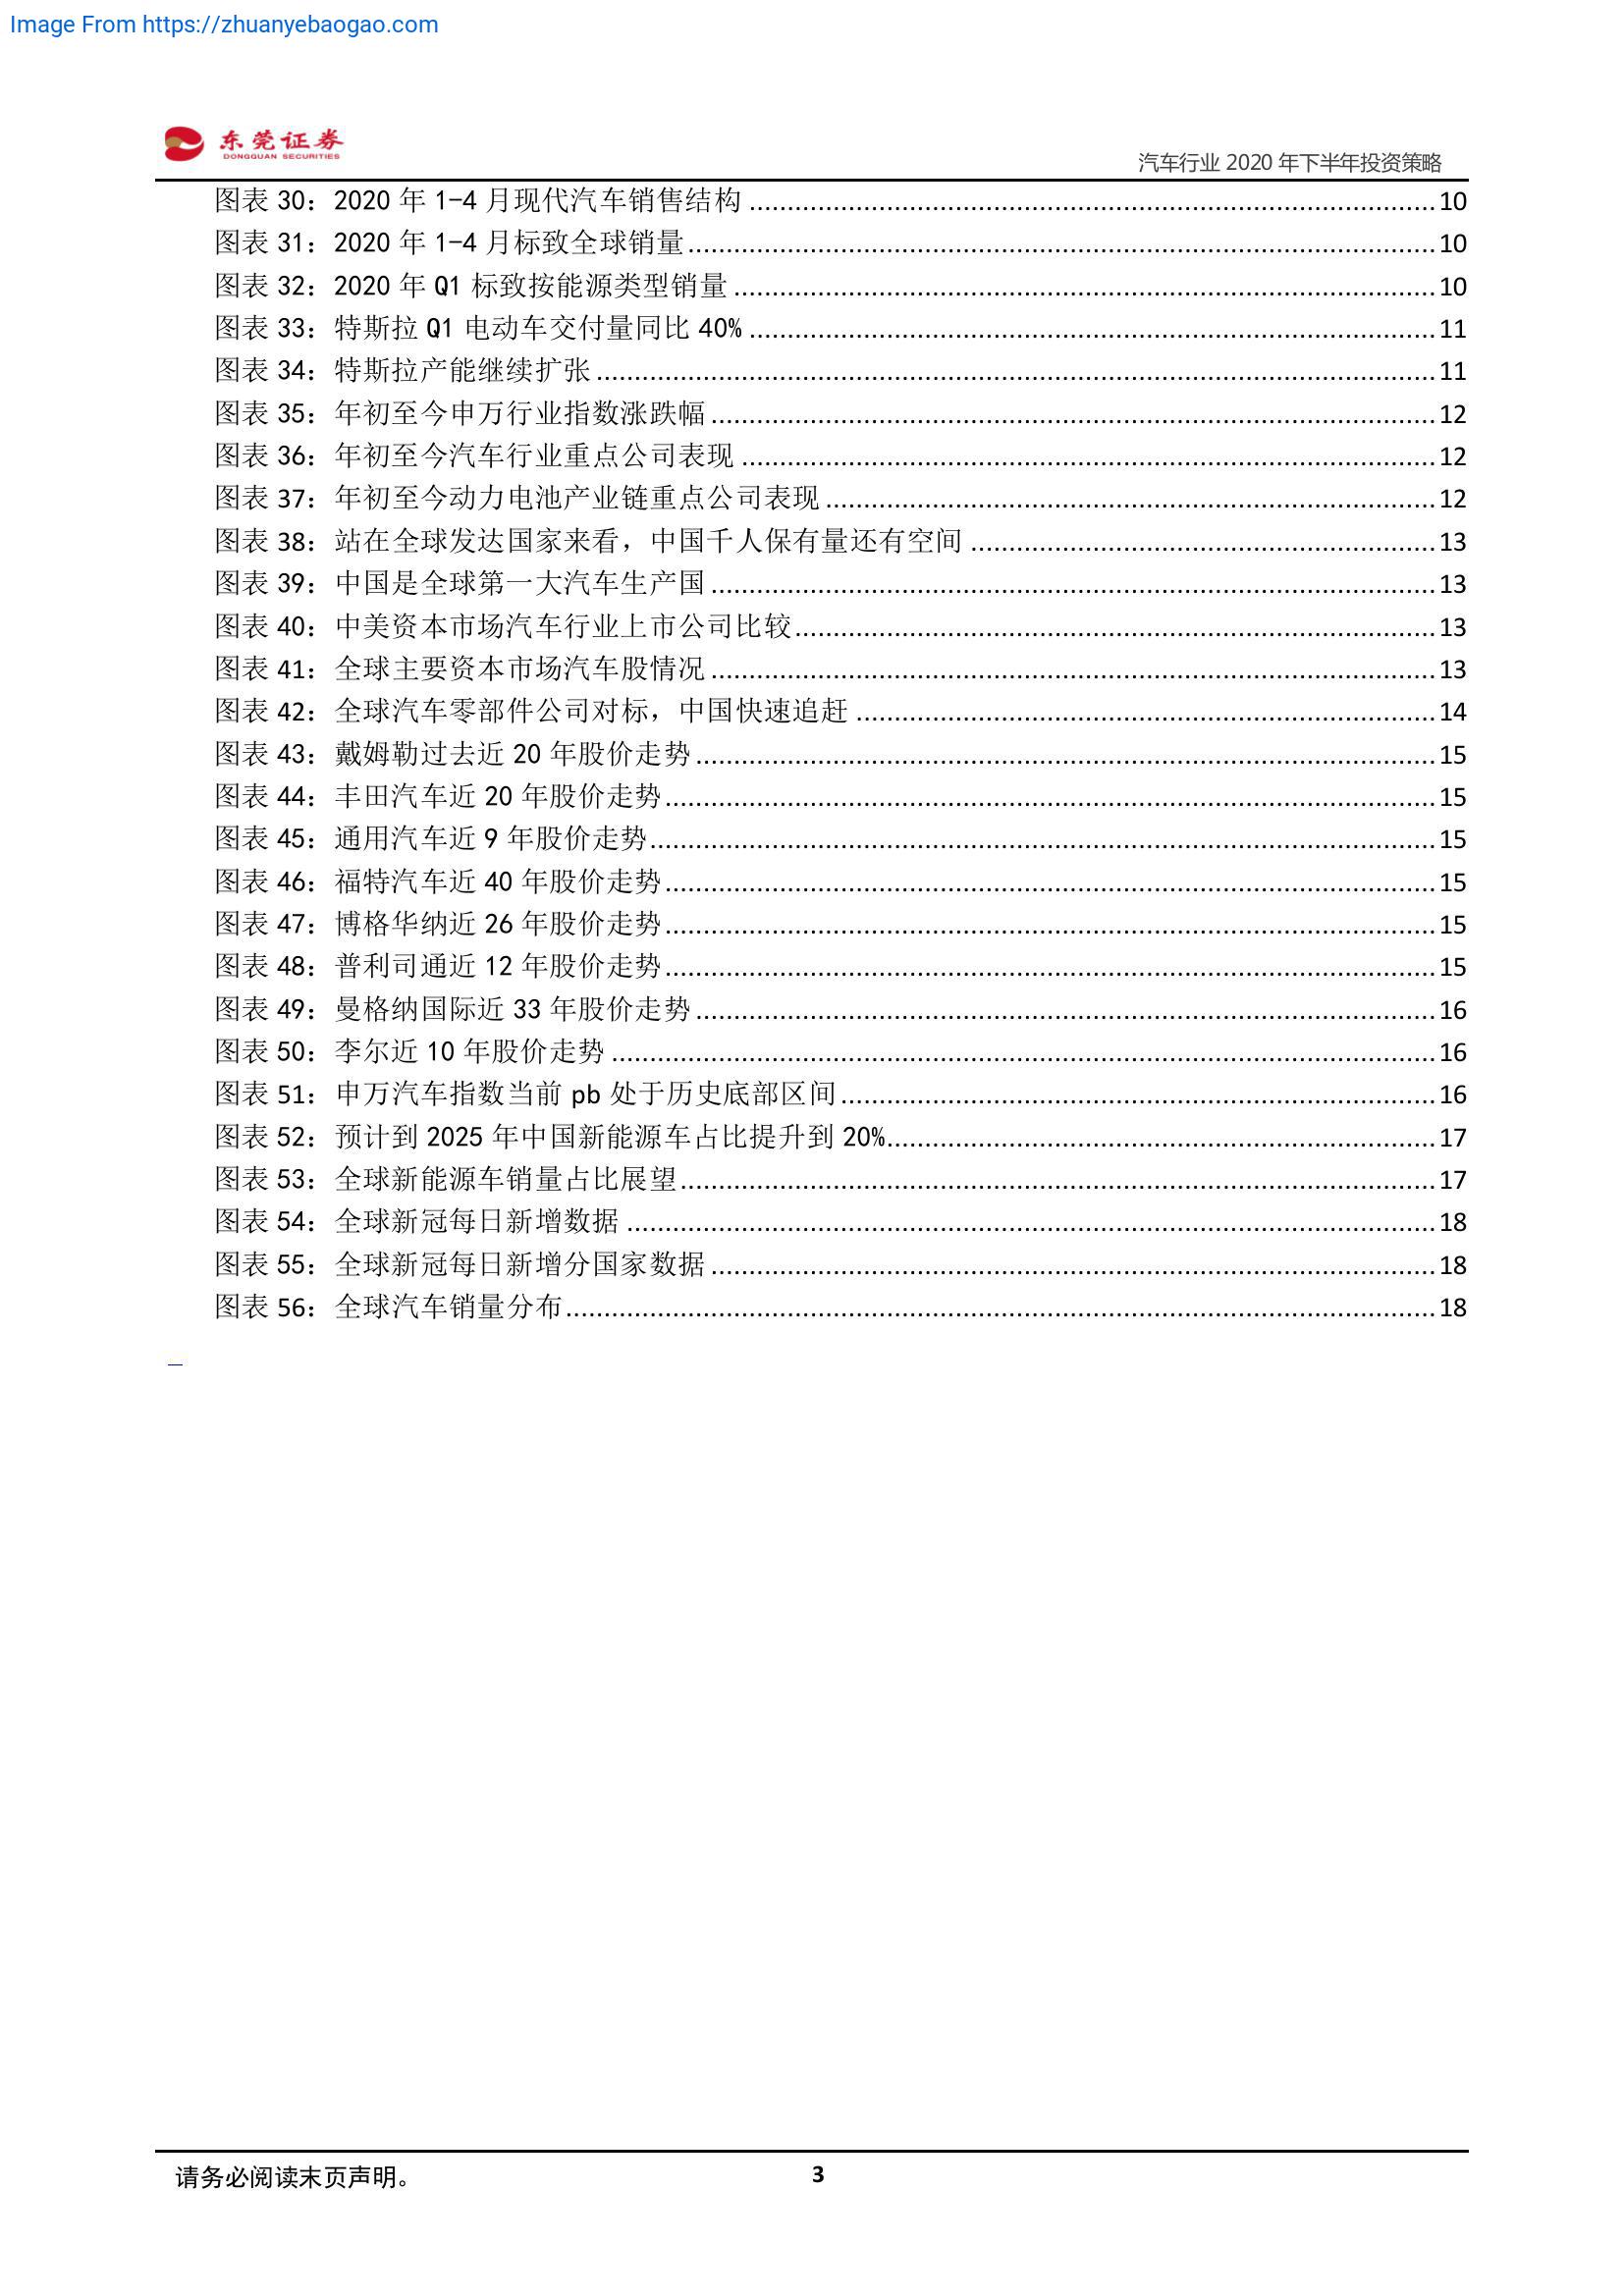 Image From https://zhuanyebaogao.com
东莞证券
DONGGUAN SECURITIES
汽车行业 2020 年下半年投资策略
图表 30：2020 年 1-4 月现代汽车销售结构 ........ 10
图表 31：2020 年 1-4 月标致全球销量 ........ 10
图表 32：2020 年 Q1 标致按能源类型销量 ........ 10
图表 33：特斯拉 Q1 电动车交付量同比 40% ........ 11
图表 34：特斯拉产能继续扩张 ........ 11
图表 35：年初至今申万行业指数涨跌幅 ........ 12
图表 36：年初至今汽车行业重点公司表现 ........ 12
图表 37：年初至今动力电池产业链重点公司表现 ........ 12
图表 38：站在全球发达国家来看，中国千人保有量还有空间 ........ 13
图表 39：中国是全球第一大汽车生产国 ........ 13
图表 40：中美资本市场汽车行业上市公司比较 ........ 13
图表 41：全球主要资本市场汽车股情况 ........ 13
图表 42：全球汽车零部件公司对标，中国快速追赶 ........ 14
图表 43：戴姆勒过去近 20 年股价走势 ........ 15
图表 44：丰田汽车近 20 年股价走势 ........ 15
图表 45：通用汽车近 9 年股价走势 ........ 15
图表 46：福特汽车近 40 年股价走势 ........ 15
图表 47：博格华纳近 26 年股价走势 ........ 15
图表 48：普利司通近 12 年股价走势 ........ 15
图表 49：曼格纳国际近 33 年股价走势 ........ 16
图表 50：李尔近 10 年股价走势 ........ 16
图表 51：申万汽车指数当前 pb 处于历史底部区间 ........ 16
图表 52：预计到 2025 年中国新能源车占比提升到 20% ........ 17
图表 53：全球新能源车销量占比展望 ........ 17
图表 54：全球新冠每日新增数据 ........ 18
图表 55：全球新冠每日新增分国家数据 ........ 18
图表 56：全球汽车销量分布 ........ 18
请务必阅读末页声明。
3